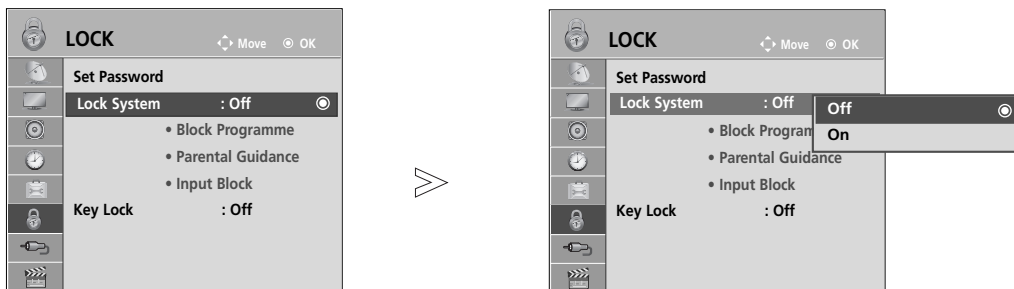 LOCK Move OK
Set Password
Lock System : Off
• Block Programme
• Parental Guidance
• Input Block
Key Lock : Off
LOCK Move OK
Set Password
Lock System : Off
Off
On
• Block Program
• Parental Guidance
• Input Block
Key Lock : Off